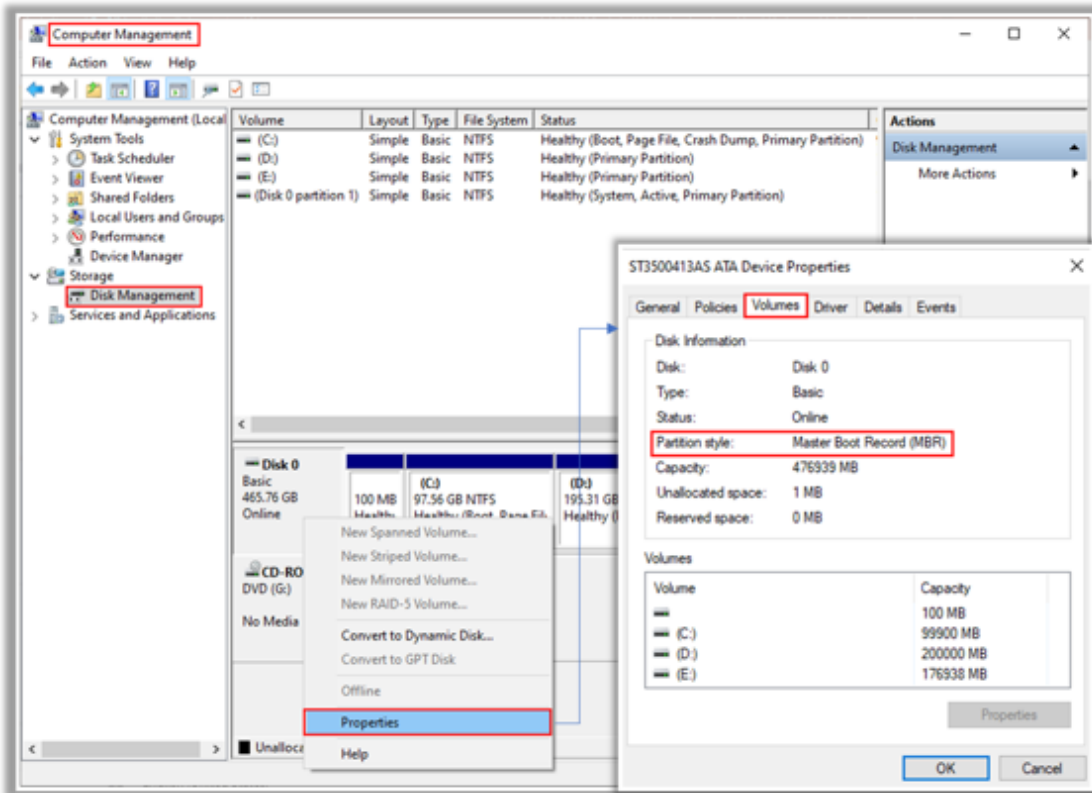 Computer Management
File Action View Help
Computer Management (Local
System Tools
Task Scheduler
Event Viewer
Shared Folders
Local Users and Groups
Performance
Device Manager
Storage
Disk Management
Services and Applications
Volume Layout Type File System Status
(C:) Simple Basic NTFS Healthy (Boot, Page File, Crash Dump, Primary Partition)
(D:) Simple Basic NTFS Healthy (Primary Partition)
(E:) Simple Basic NTFS Healthy (Primary Partition)
(Disk 0 partition 1) Simple Basic NTFS Healthy (System, Active, Primary Partition)
Actions
Disk Management
More Actions
Disk 0
Basic
465.76 GB
Online
100 MB
Healthy
(C:)
97.56 GB NTFS
Healthy (Boot, Page Fil
(D:)
195.31 GB
Healthy (
CD-RO
DVD (G:)
No Media
Unalloca
New Spanned Volume...
New Striped Volume...
New Mirrored Volume...
New RAID-5 Volume...
Convert to Dynamic Disk...
Convert to GPT Disk
Offline
Properties
Help
ST3500413AS ATA Device Properties
General Policies Volumes Driver Details Events
Disk Information
Disk: Disk 0
Type: Basic
Status: Online
Partition style: Master Boot Record (MBR)
Capacity: 476939 MB
Unallocated space: 1 MB
Reserved space: 0 MB
Volumes
Volume Capacity
100 MB
(C:) 99900 MB
(D:) 200000 MB
(E:) 176938 MB
Properties
OK Cancel